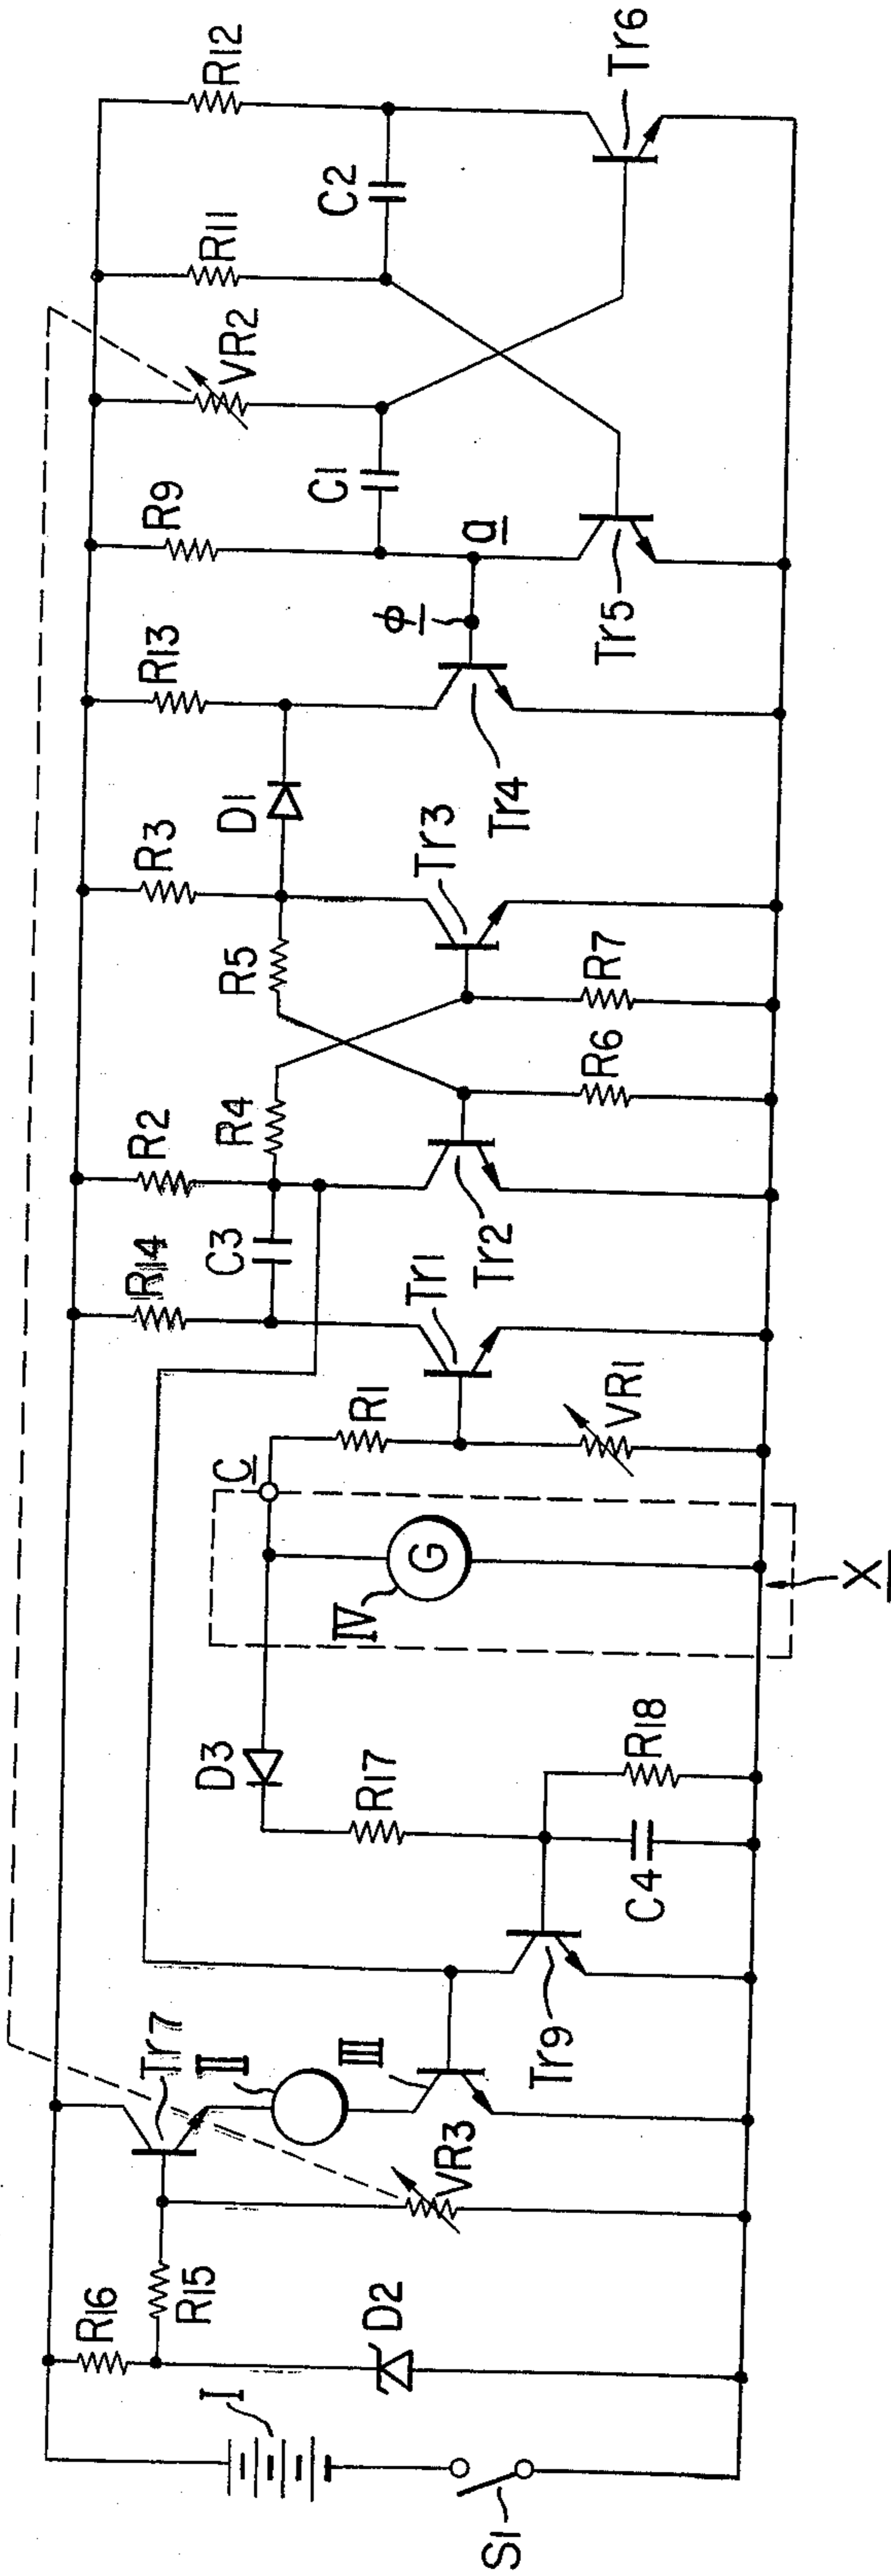 S1
I
R16
R15
D2
Tr7
II
III
VR3
Tr9
C4
R18
R17
D3
IV
G
X
C
R1
VR1
Tr1
R14
C3
R2
R4
Tr2
R6
R5
R7
R3
Tr3
D1
Tr4
R13
ϕ
a
R9
Tr5
C1
VR2
R11
C2
R12
Tr6